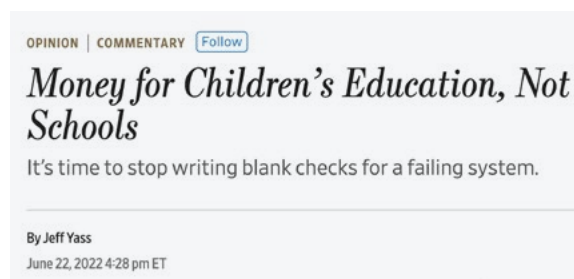 OPINION | COMMENTARY Follow
Money for Children’s Education, Not
Schools
It’s time to stop writing blank checks for a failing system.
By Jeff Yass
June 22, 2022 4:28 pm ET